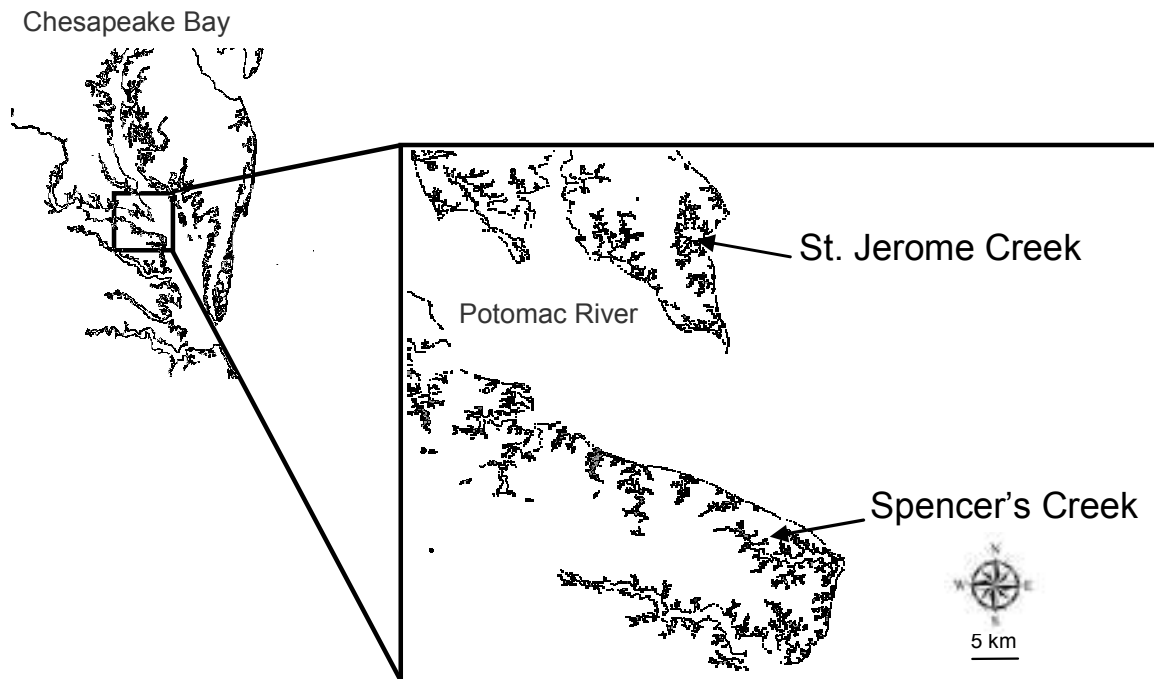 Chesapeake Bay
St. Jerome Creek
Potomac River
Spencer's Creek
N
W
E
5 km